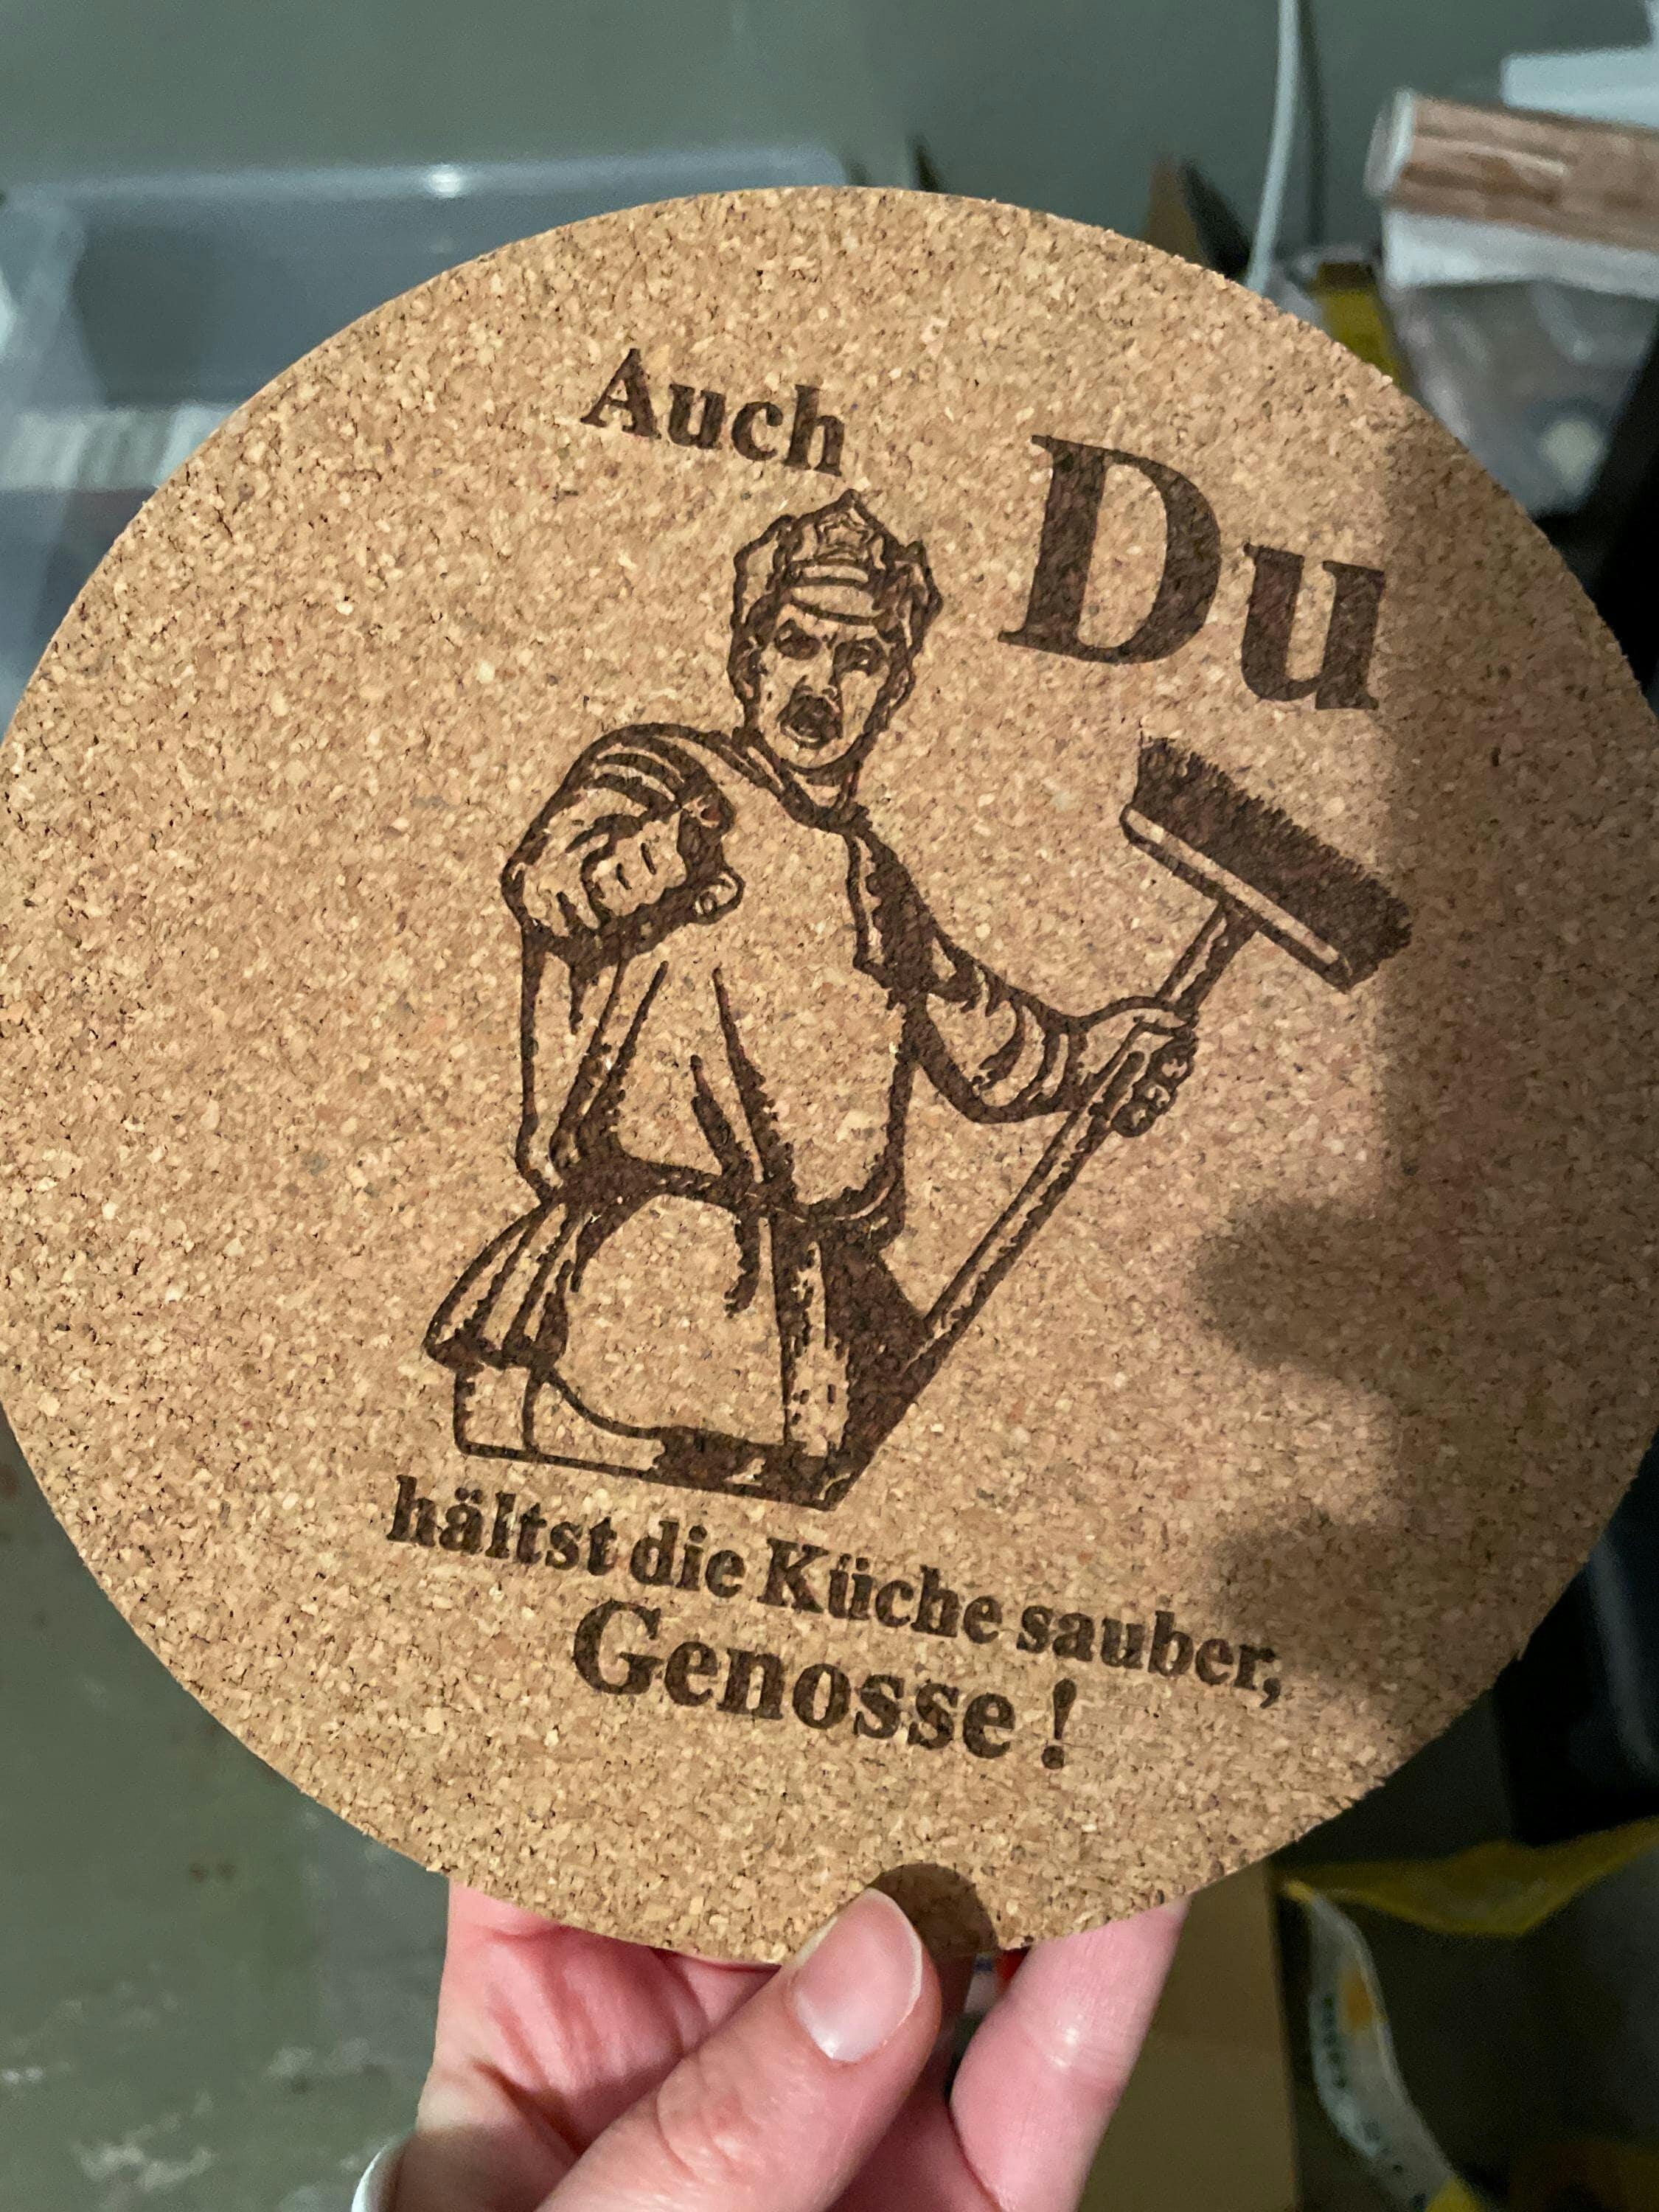 Auch
Du
hältst die Küche sauber,
Genosse !